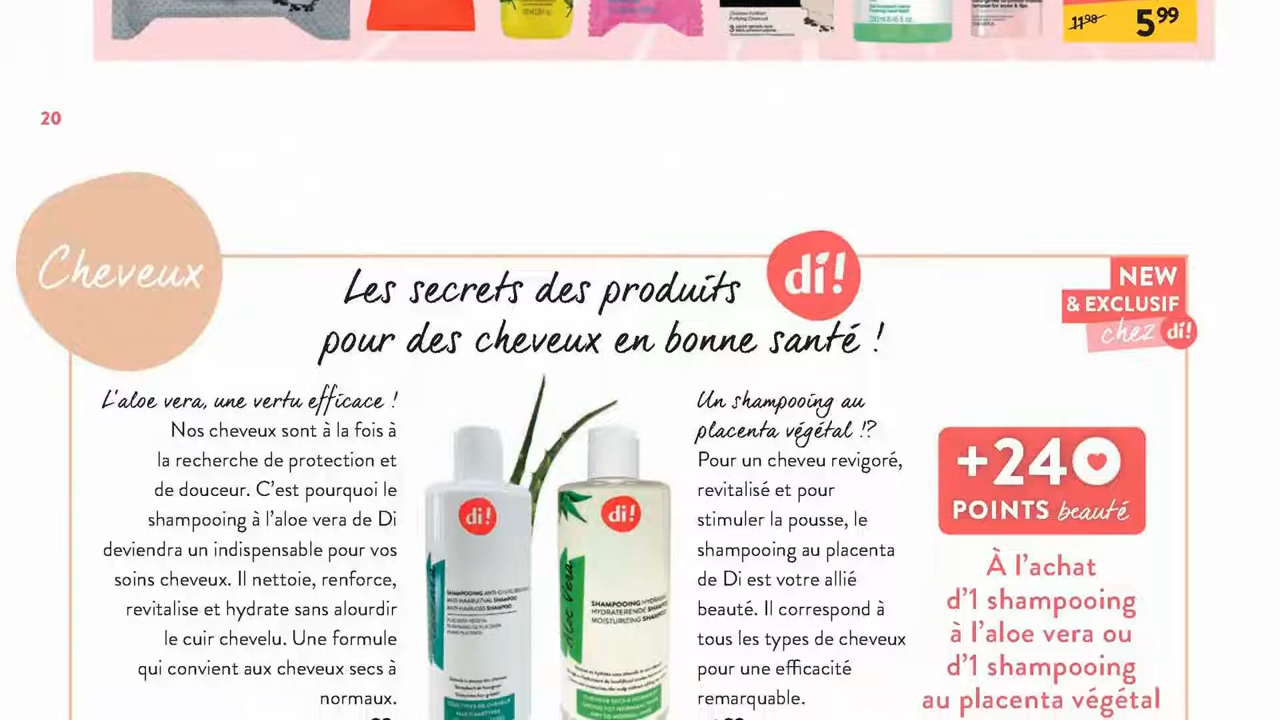 11.98
5.99
20
Cheveux
Les secrets des produits di!
pour des cheveux en bonne santé !
NEW
& EXCLUSIF
chez di!
L'aloe vera, une vertu efficace !
Nos cheveux sont à la fois à
la recherche de protection et
de douceur. C'est pourquoi le
shampooing à l'aloe vera de Di
deviendra un indispensable pour vos
soins cheveux. Il nettoie, renforce,
revitalise et hydrate sans alourdir
le cuir chevelu. Une formule
qui convient aux cheveux secs à
normaux.
di!
SHAMPOOING
ANTI-HAIRLOSS SHAMPOO
di!
Aloe Vera
SHAMPOOING
HYDRATERENDE
MOISTURIZING
Un shampooing au
placenta végétal !?
Pour un cheveu revigoré,
revitalisé et pour
stimuler la pousse, le
shampooing au placenta
de Di est votre allié
beauté. Il correspond à
tous les types de cheveux
pour une efficacité
remarquable.
+240
POINTS beauté
À l'achat
d'1 shampooing
à l'aloe vera ou
d'1 shampooing
au placenta végétal